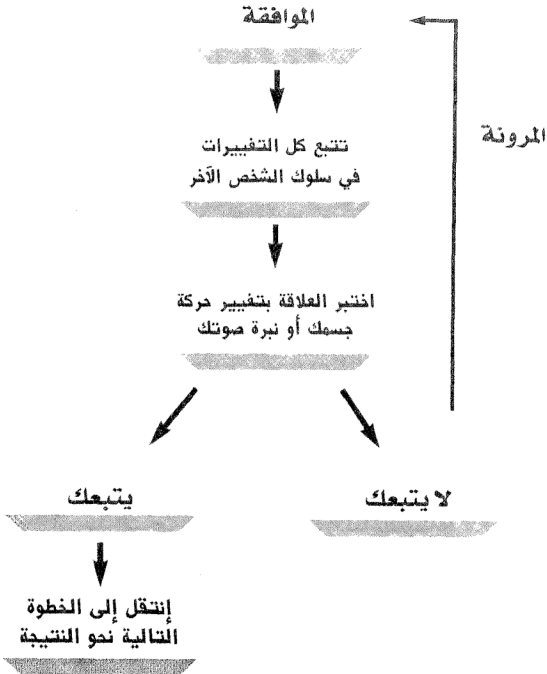 الموافقة
المرونة
تتبع كل التغييرات
في سلوك الشخص الآخر
اختبر العلاقة بتغيير حركة
جسمك أو نبرة صوتك
لا يتبعك
يتبعك
إنتقل إلى الخطوة
التالية نحو النتيجة